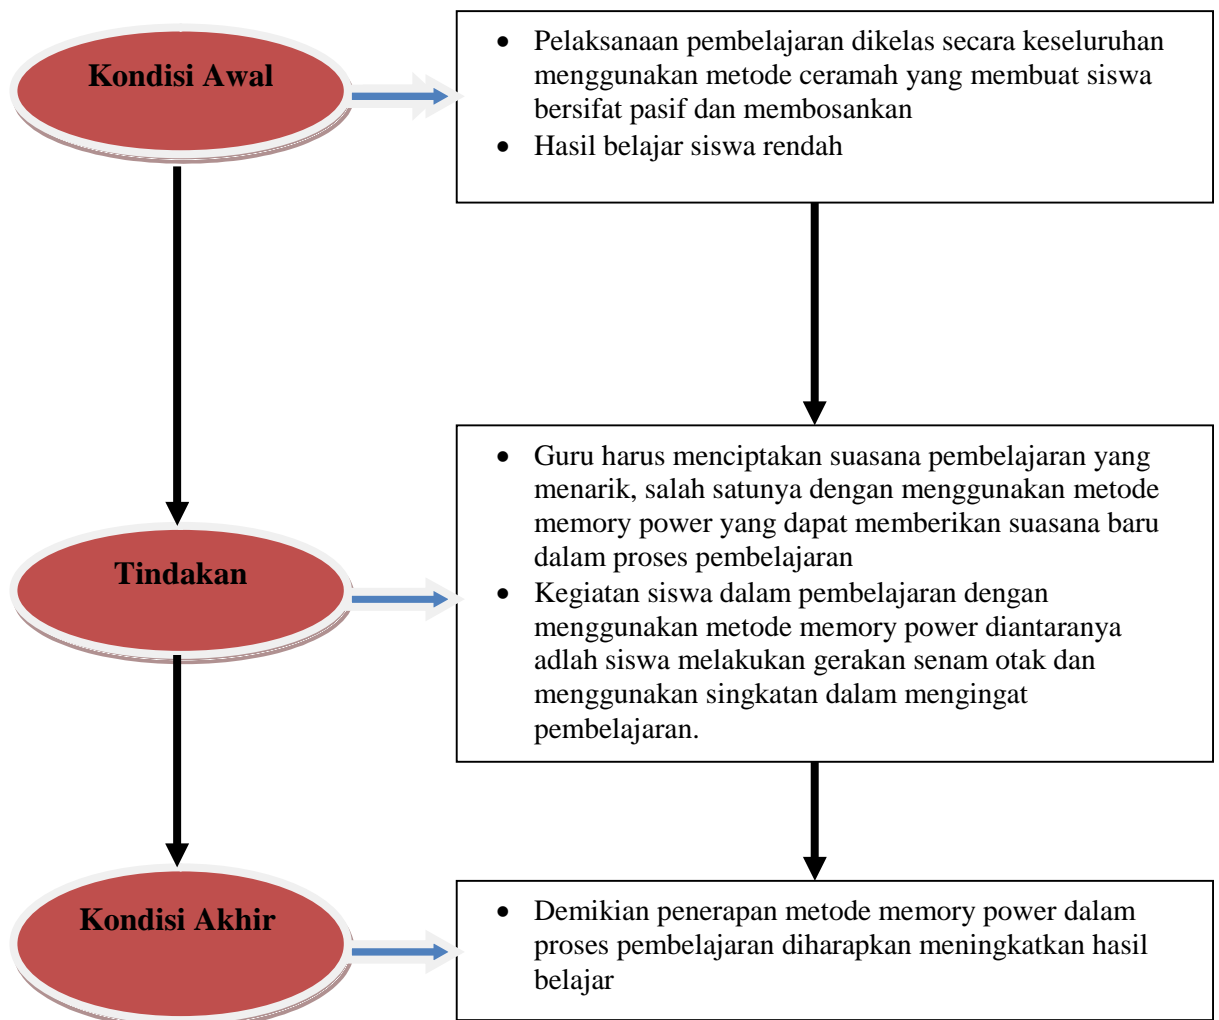 Kondisi Awal
• Pelaksanaan pembelajaran dikelas secara keseluruhan
menggunakan metode ceramah yang membuat siswa
bersifat pasif dan membosankan
• Hasil belajar siswa rendah
Tindakan
• Guru harus menciptakan suasana pembelajaran yang
menarik, salah satunya dengan menggunakan metode
memory power yang dapat memberikan suasana baru
dalam proses pembelajaran
• Kegiatan siswa dalam pembelajaran dengan
menggunakan metode memory power diantaranya
adlah siswa melakukan gerakan senam otak dan
menggunakan singkatan dalam mengingat
pembelajaran.
Kondisi Akhir
• Demikian penerapan metode memory power dalam
proses pembelajaran diharapkan meningkatkan hasil
belajar